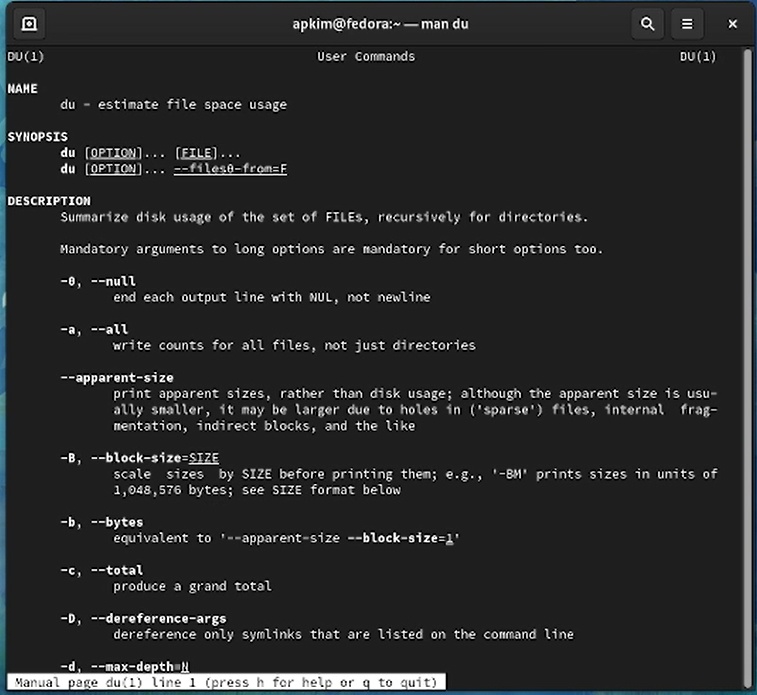 apkim@fedora:~ — man du
DU(1) User Commands DU(1)
NAME
du - estimate file space usage
SYNOPSIS
du [OPTION]... [FILE]...
du [OPTION]... --files0-from=F
DESCRIPTION
Summarize disk usage of the set of FILEs, recursively for directories.
Mandatory arguments to long options are mandatory for short options too.
-0, --null
end each output line with NUL, not newline
-a, --all
write counts for all files, not just directories
--apparent-size
print apparent sizes, rather than disk usage; although the apparent size is usu-
ally smaller, it may be larger due to holes in ('sparse') files, internal frag-
mentation, indirect blocks, and the like
-B, --block-size=SIZE
scale sizes by SIZE before printing them; e.g., '-BM' prints sizes in units of
1,048,576 bytes; see SIZE format below
-b, --bytes
equivalent to '--apparent-size --block-size=1'
-c, --total
produce a grand total
-D, --dereference-args
dereference only symlinks that are listed on the command line
-d, --max-depth=N
Manual page du(1) line 1 (press h for help or q to quit)